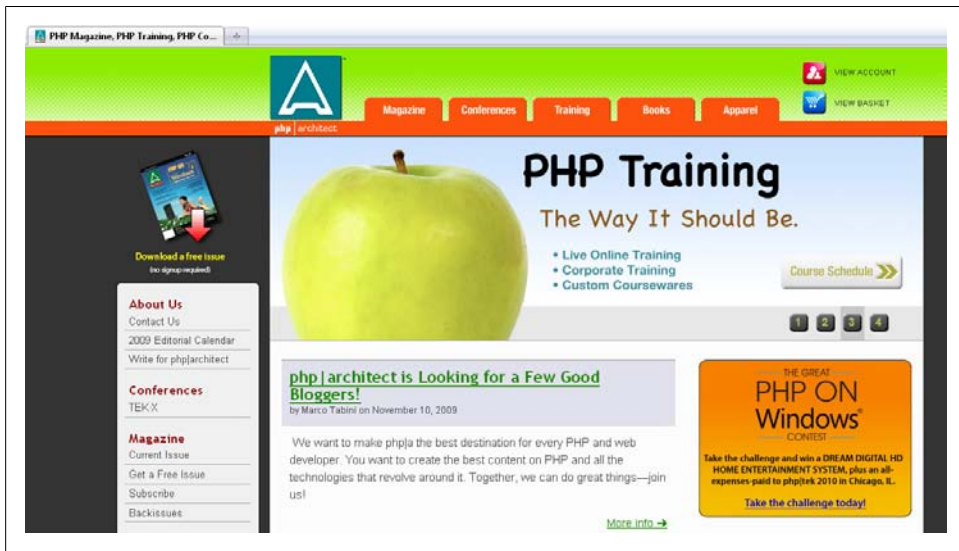 PHP Magazine, PHP Training, PHP Co...
VIEW ACCOUNT
VIEW BASKET
Magazine
Conferences
Training
Books
Apparel
php|architect
Download a free issue
(no signup required)
About Us
Contact Us
2009 Editorial Calendar
Write for php|architect
Conferences
TEK·X
Magazine
Current Issue
Get a Free Issue
Subscribe
Backissues
PHP Training
The Way It Should Be.
• Live Online Training
• Corporate Training
• Custom Coursewares
Course Schedule
1 2 3 4
php|architect is Looking for a Few Good
Bloggers!
by Marco Tabini on November 10, 2009
We want to make php|a the best destination for every PHP and web
developer. You want to create the best content on PHP and all the
technologies that revolve around it. Together, we can do great things—join
us!
More info ➔
THE GREAT
PHP ON
Windows®
CONTEST
Take the challenge and win a DREAM DIGITAL HD
HOME ENTERTAINMENT SYSTEM, plus an all-
expenses-paid to php|tek 2010 in Chicago, IL.
Take the challenge today!